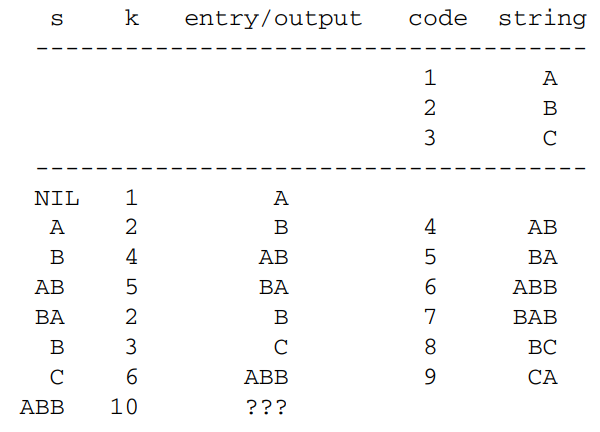 s k entry/output code string
------------------------------------
1 A
2 B
3 C
------------------------------------
NIL 1 A
A 2 B 4 AB
B 4 AB 5 BA
AB 5 BA 6 ABB
BA 2 B 7 BAB
B 3 C 8 BC
C 6 ABB 9 CA
ABB 10 ???